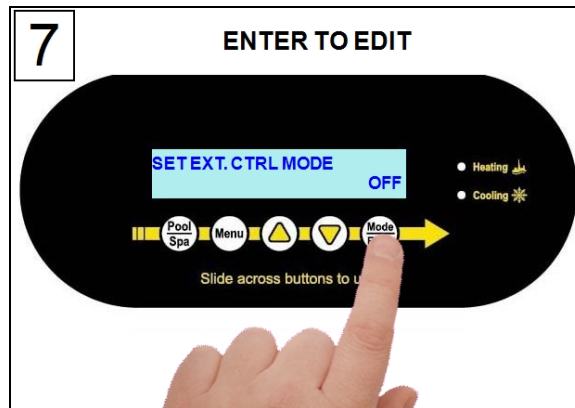 7
ENTER TO EDIT
SET EXT. CTRL MODE
OFF
Heating
Cooling
Pool
Spa
Menu
Mode
Slide across buttons to